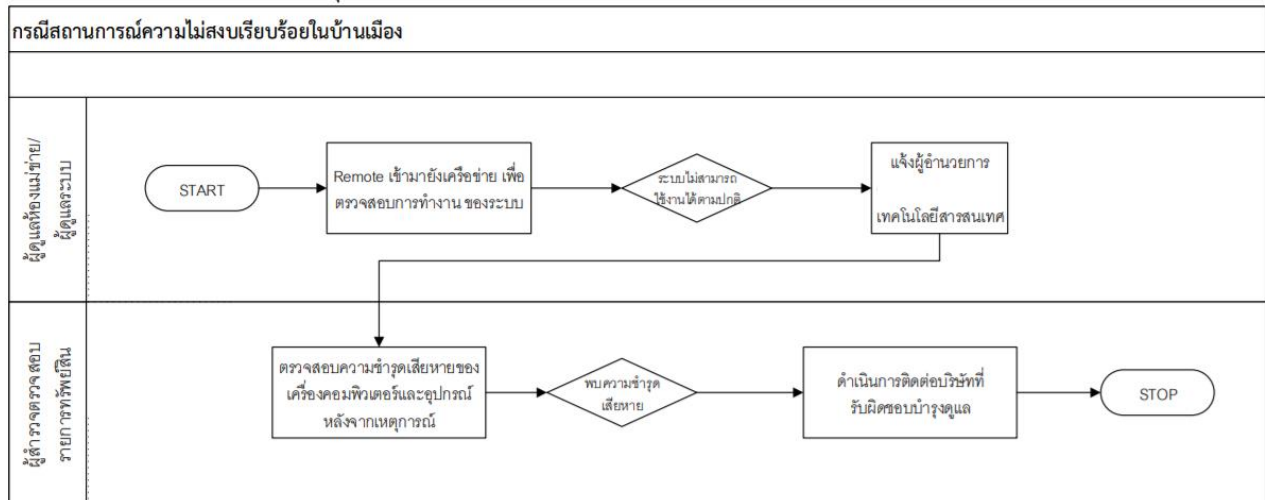 กรณีสถานการณ์ความไม่สงบเรียบร้อยในบ้านเมือง
ผู้ดูแลห้องแม่ข่าย/
ผู้ดูแลระบบ
START
Remote เข้ามายังเครือข่าย เพื่อ
ตรวจสอบการทำงาน ของระบบ
ระบบไม่สามารถ
ใช้งานได้ตามปกติ
แจ้งผู้อำนวยการ
เทคโนโลยีสารสนเทศ
ผู้สำรวจตรวจสอบ
รายการทรัพย์สิน
ตรวจสอบความชำรุดเสียหายของ
เครื่องคอมพิวเตอร์และอุปกรณ์
หลังจากเหตุการณ์
พบความชำรุด
เสียหาย
ดำเนินการติดต่อบริษัทที่
รับผิดชอบบำรุงดูแล
STOP